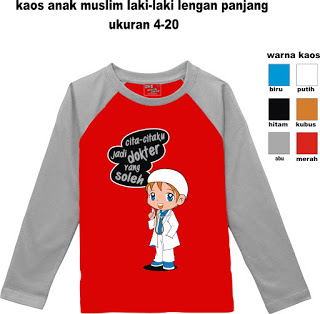 kaos anak muslim laki-laki lengan panjang
ukuran 4-20
warna kaos
biru
putih
hitam
kubus
abu
merah
cita-citaku
jadi dokter
yang
soleh